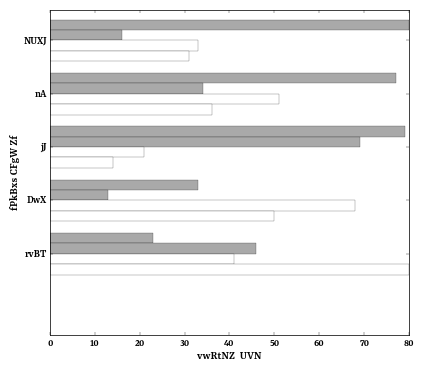 NUXJ
nA
jJ
DwX
rvBT
fPkBxs CFgW Zf
0 10 20 30 40 50 60 70 80
vwRtNZ UVN